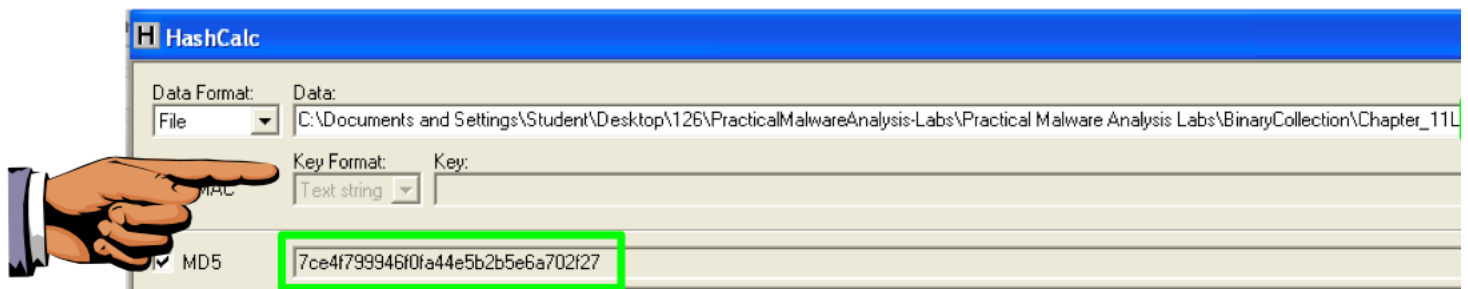 H HashCalc
Data Format: Data:
File C:\Documents and Settings\Student\Desktop\126\PracticalMalwareAnalysis-Labs\Practical Malware Analysis Labs\BinaryCollection\Chapter_11L
Key Format: Key:
Text string
MD5 7ce4f799946f0fa44e5b2b5e6a702f27